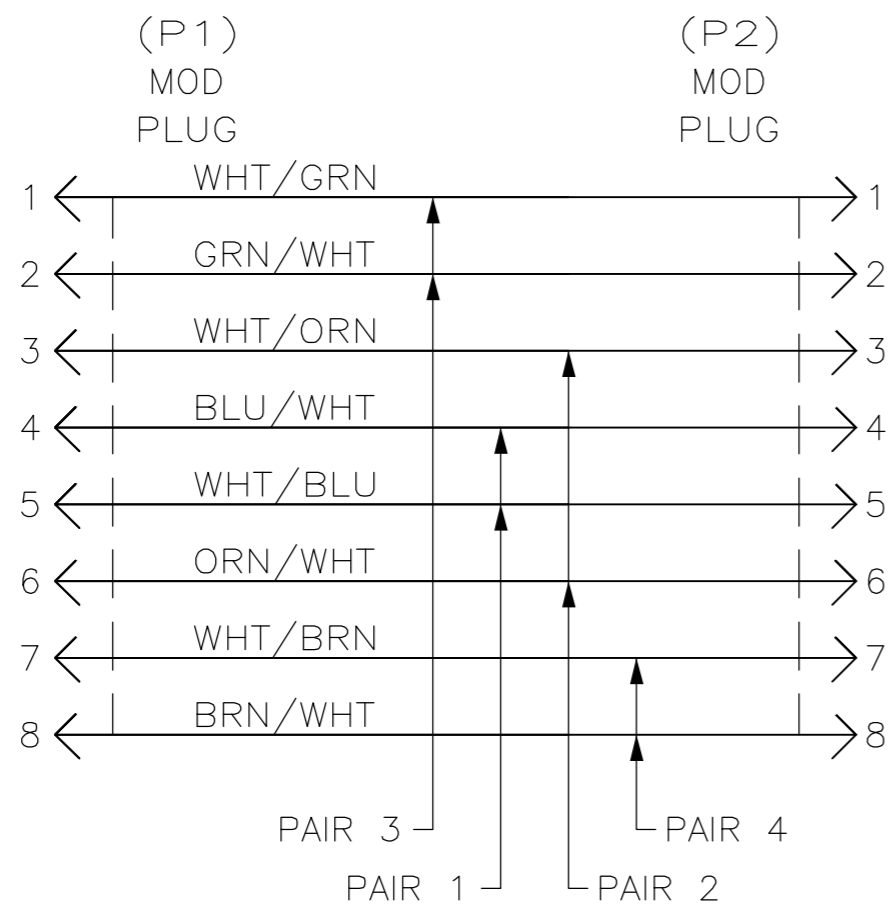 (P1)
MOD
PLUG
(P2)
MOD
PLUG
1 WHT/GRN 1
2 GRN/WHT 2
3 WHT/ORN 3
4 BLU/WHT 4
5 WHT/BLU 5
6 ORN/WHT 6
7 WHT/BRN 7
8 BRN/WHT 8
PAIR 3 PAIR 4
PAIR 1 PAIR 2